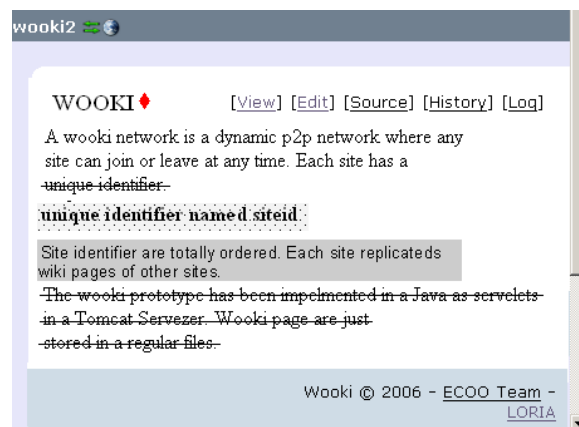 wooki2
WOOKI [View] [Edit] [Source] [History] [Log]
A wooki network is a dynamic p2p network where any
site can join or leave at any time. Each site has a
unique identifier.
unique identifier named siteid.
Site identifier are totally ordered. Each site replicateds
wiki pages of other sites.
The wooki prototype has been impelmented in a Java as servelets
in a Tomcat Servezer. Wooki page are just
stored in a regular files.
Wooki © 2006 - ECOO Team -
LORIA